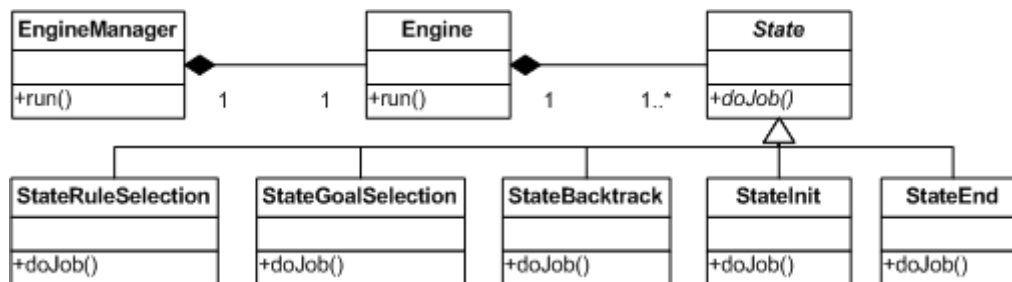 EngineManager
+run()
1
1
Engine
+run()
1
1..*
State
+doJob()
StateRuleSelection
+doJob()
StateGoalSelection
+doJob()
StateBacktrack
+doJob()
StateInit
+doJob()
StateEnd
+doJob()